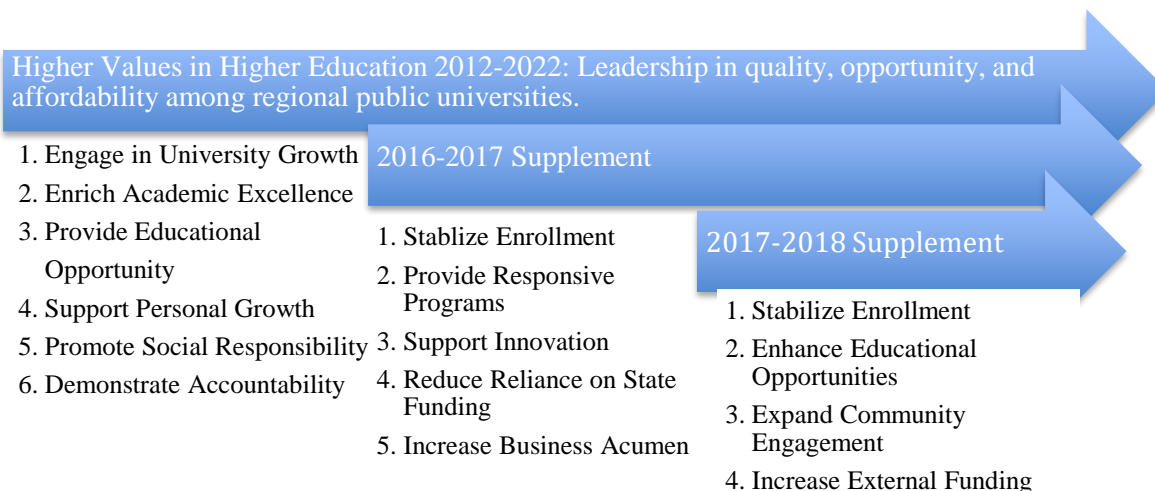 Higher Values in Higher Education 2012-2022: Leadership in quality, opportunity, and
affordability among regional public universities.
1. Engage in University Growth
2. Enrich Academic Excellence
3. Provide Educational
Opportunity
4. Support Personal Growth
5. Promote Social Responsibility
6. Demonstrate Accountability
2016-2017 Supplement
1. Stablize Enrollment
2. Provide Responsive
Programs
3. Support Innovation
4. Reduce Reliance on State
Funding
5. Increase Business Acumen
2017-2018 Supplement
1. Stabilize Enrollment
2. Enhance Educational
Opportunities
3. Expand Community
Engagement
4. Increase External Funding